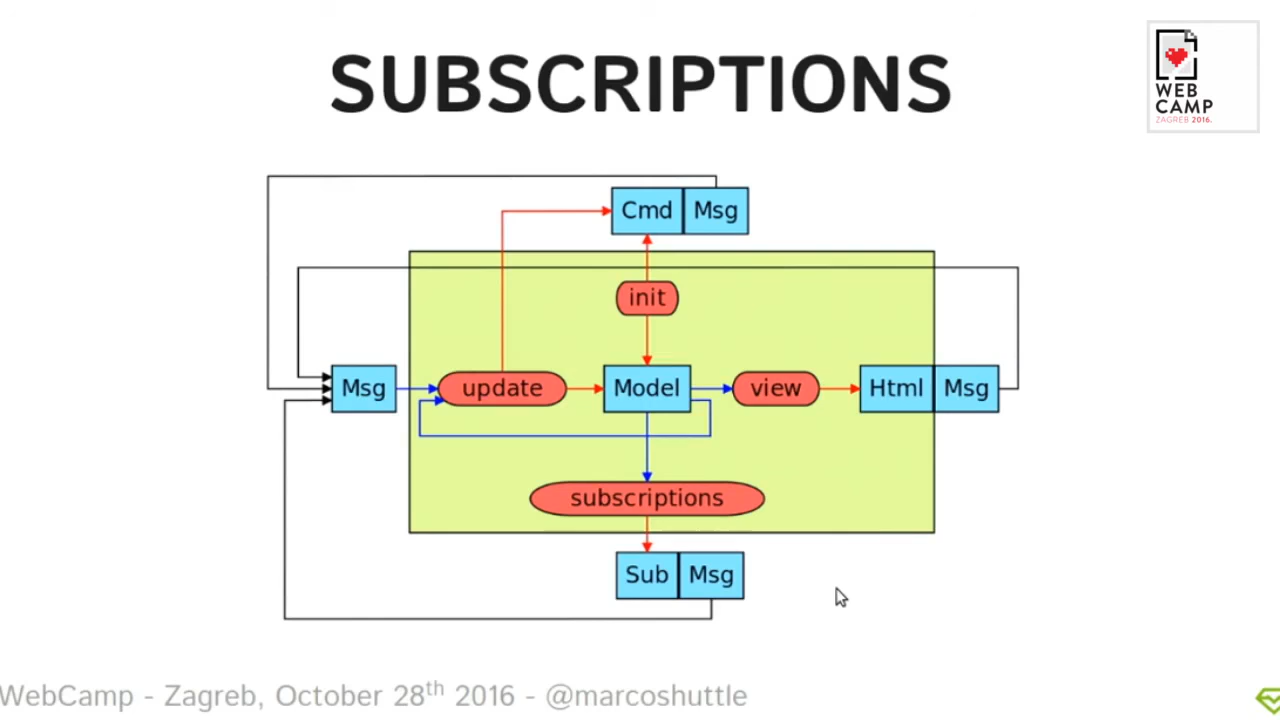 SUBSCRIPTIONS
WEB
CAMP
ZAGREB 2016.
Cmd Msg
init
Msg update Model view Html Msg
subscriptions
Sub Msg
WebCamp - Zagreb, October 28th 2016 - @marcoshuttle